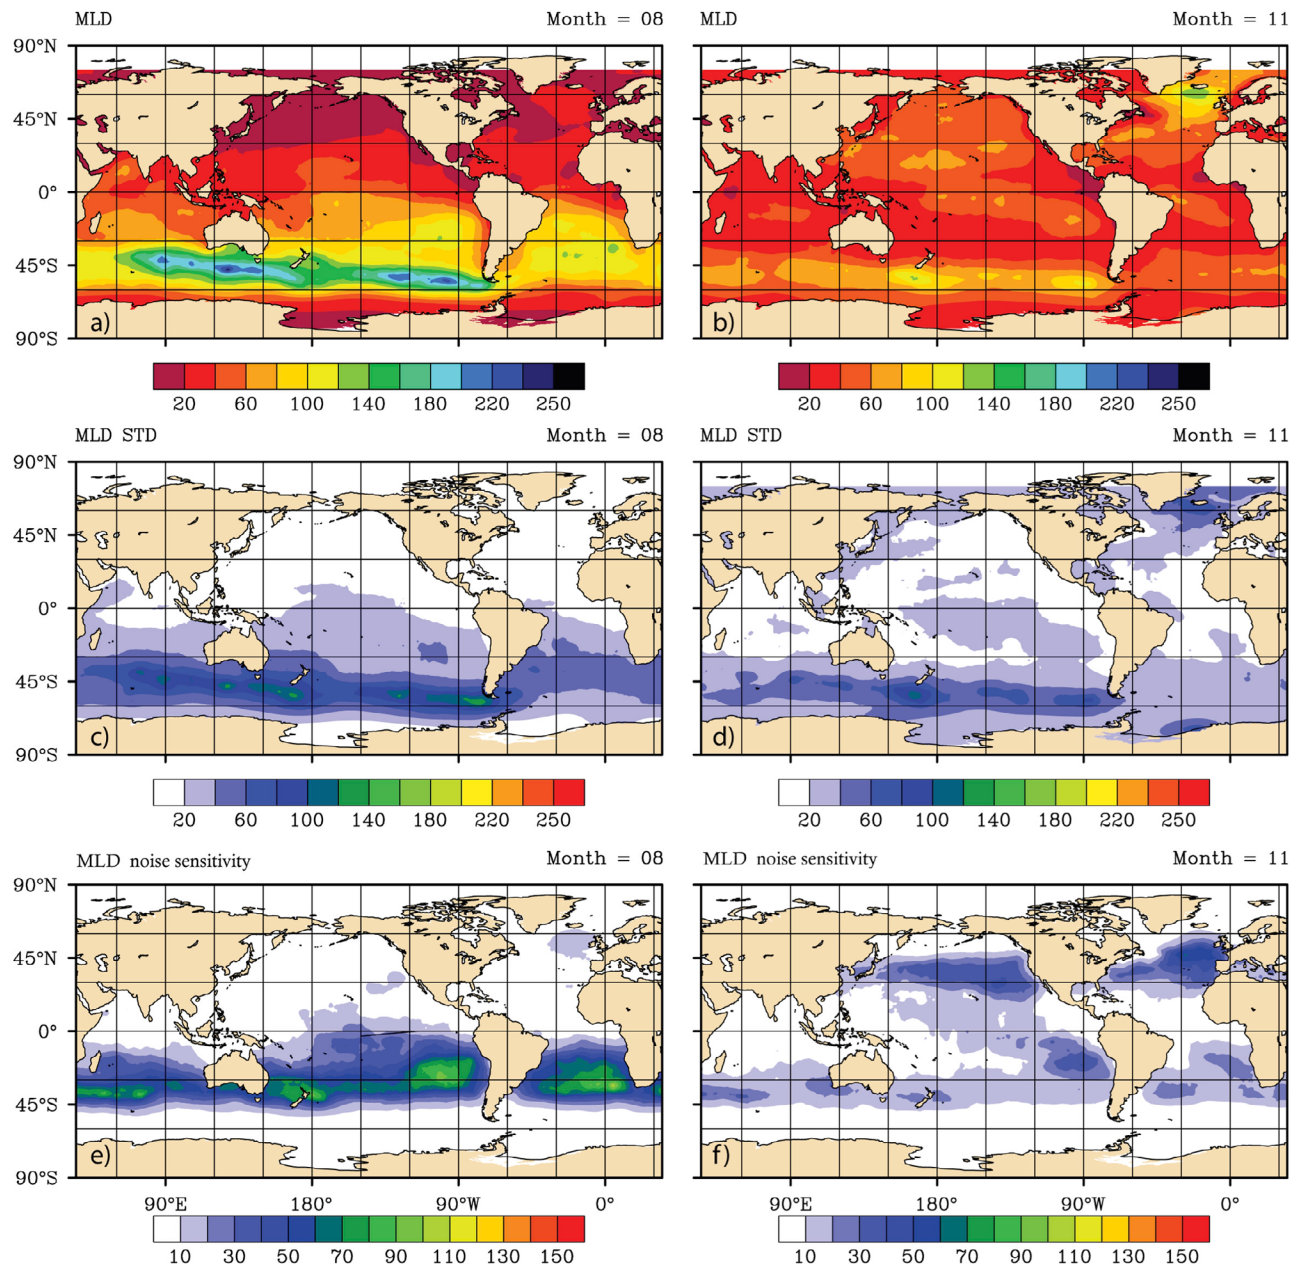 MLD Month = 08 MLD Month = 11
90°N
45°N
0°
45°S
90°S
a) b)
20 60 100 140 180 220 250 20 60 100 140 180 220 250
MLD STD Month = 08 MLD STD Month = 11
90°N
45°N
0°
45°S
90°S
c) d)
20 60 100 140 180 220 250 20 60 100 140 180 220 250
MLD noise sensitivity Month = 08 MLD noise sensitivity Month = 11
90°N
45°N
0°
45°S
90°S
e) f)
90°E 180° 90°W 0° 90°E 180° 90°W 0°
10 30 50 70 90 110 130 150 10 30 50 70 90 110 130 150